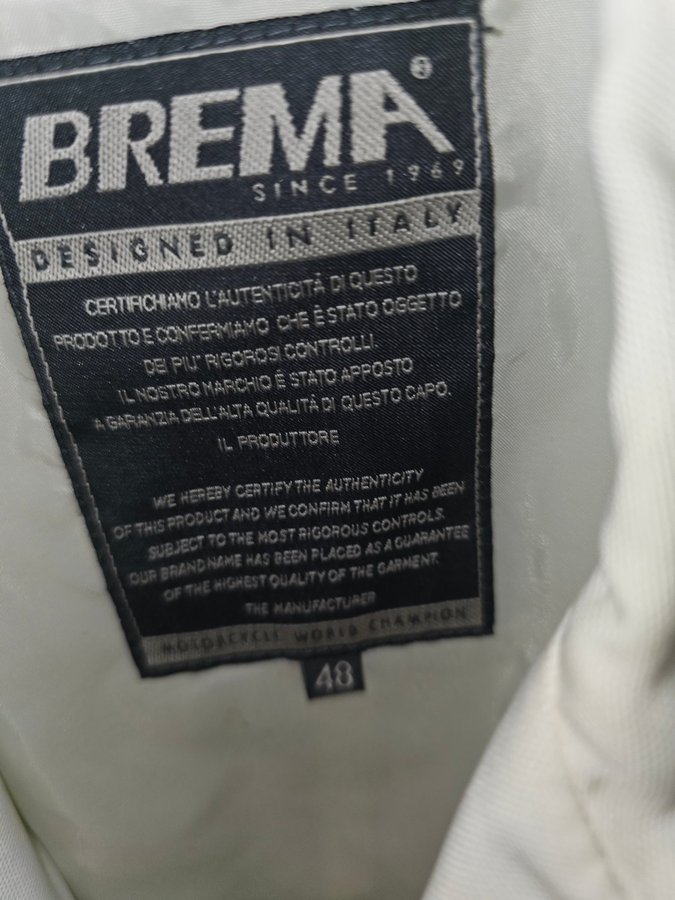 BREMA®
SINCE 1969
DESIGNED IN ITALY
CERTIFICHIAMO L'AUTENTICITÀ DI QUESTO
PRODOTTO E CONFERMIAMO CHE È STATO OGGETTO
DEI PIU' RIGOROSI CONTROLLI.
IL NOSTRO MARCHIO È STATO APPOSTO
A GARANZIA DELL'ALTA QUALITÀ DI QUESTO CAPO.
IL PRODUTTORE
WE HEREBY CERTIFY THE AUTHENTICITY
OF THIS PRODUCT AND WE CONFIRM THAT IT HAS BEEN
SUBJECT TO THE MOST RIGOROUS CONTROLS.
OUR BRAND NAME HAS BEEN PLACED AS A GUARANTEE
OF THE HIGHEST QUALITY OF THE GARMENT.
THE MANUFACTURER
MOTORCYCLE WORLD CHAMPION
48